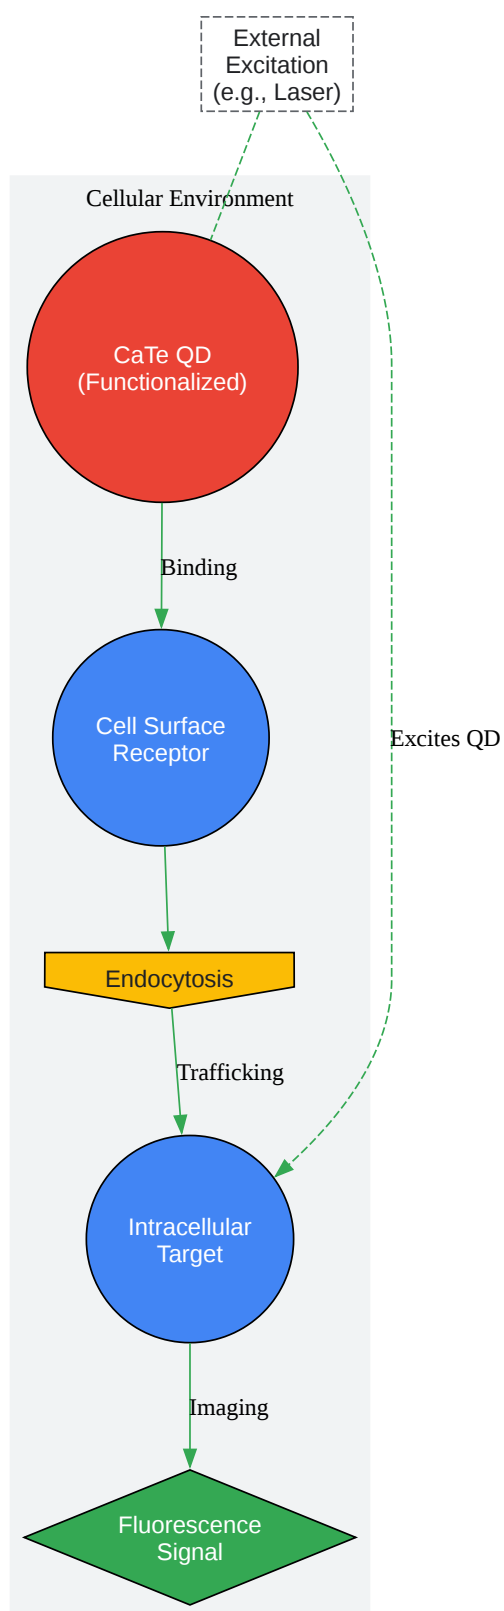 External
Excitation
(e.g., Laser)
Cellular Environment
CaTe QD
(Functionalized)
Binding
Cell Surface
Receptor
Excites QD
Endocytosis
Trafficking
Intracellular
Target
Imaging
Fluorescence
Signal